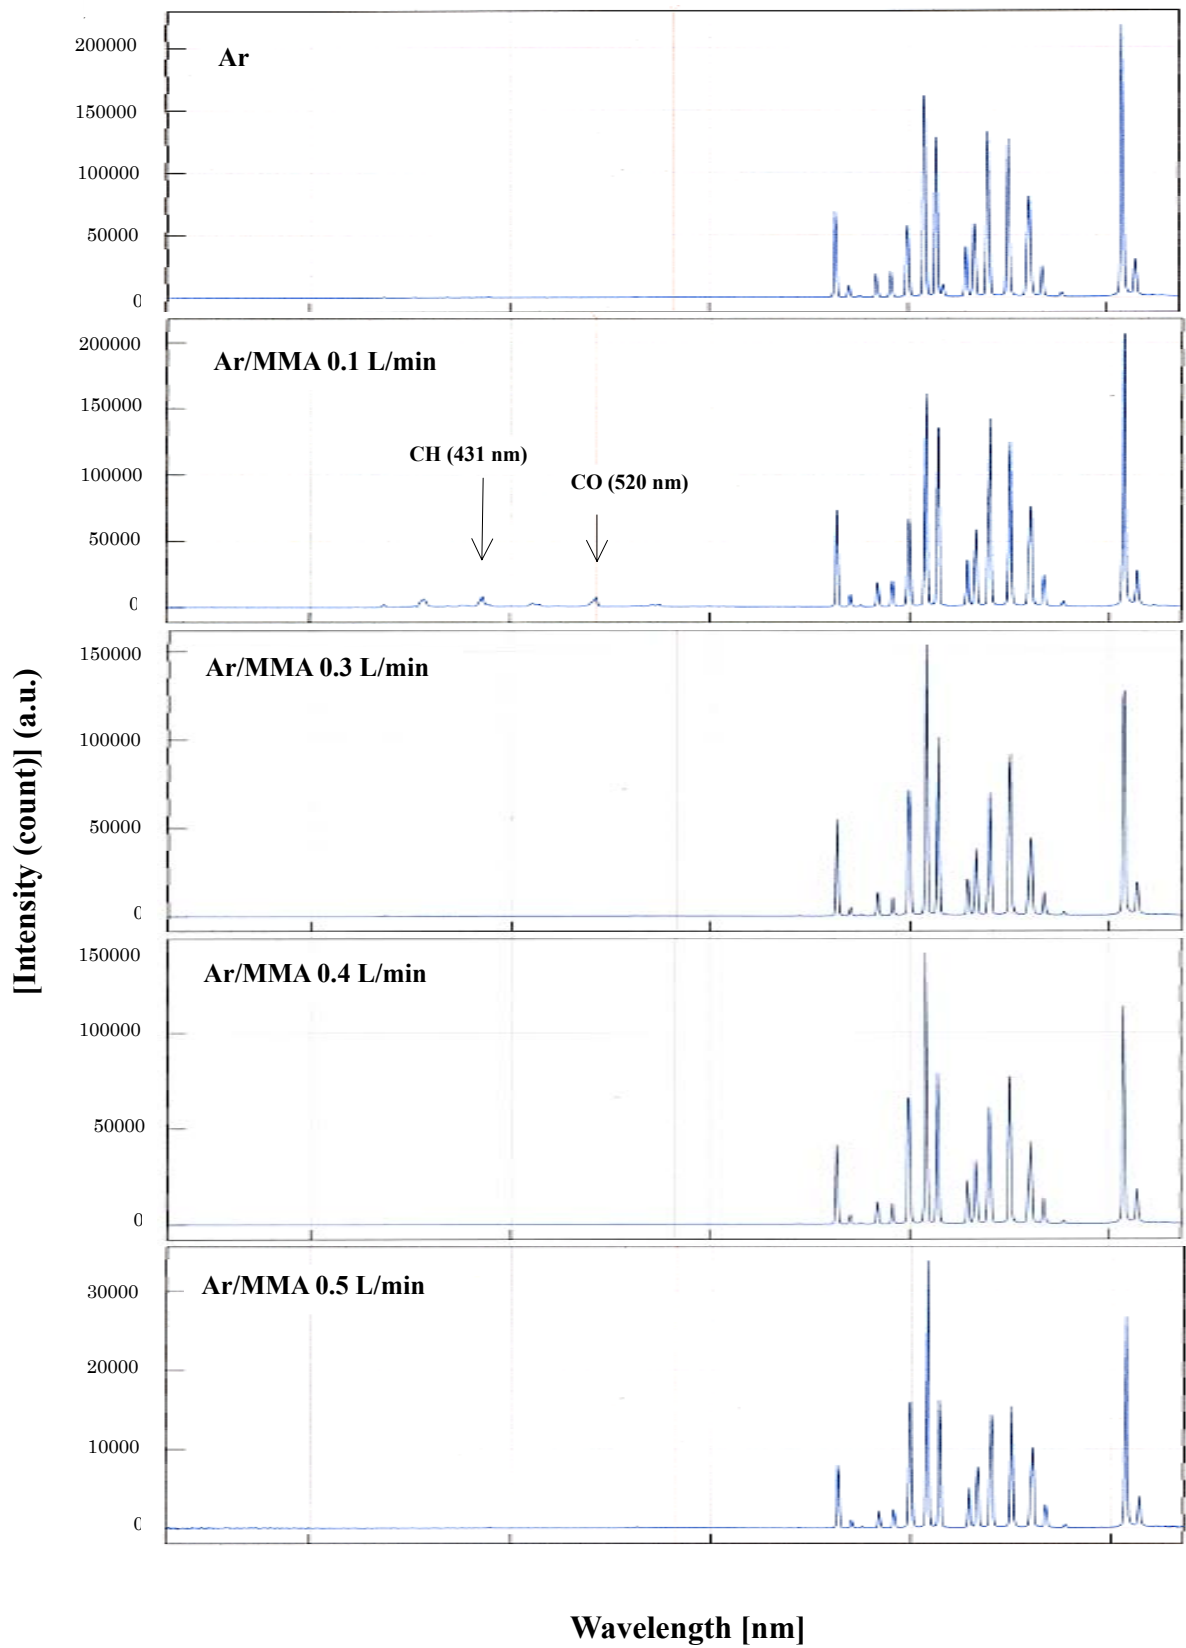 [Intensity (count)] (a.u.)
Ar
200000
150000
100000
50000
0
Ar/MMA 0.1 L/min
200000
150000
CH (431 nm)
CO (520 nm)
100000
50000
0
Ar/MMA 0.3 L/min
150000
100000
50000
0
Ar/MMA 0.4 L/min
150000
100000
50000
0
Ar/MMA 0.5 L/min
30000
20000
10000
0
Wavelength [nm]